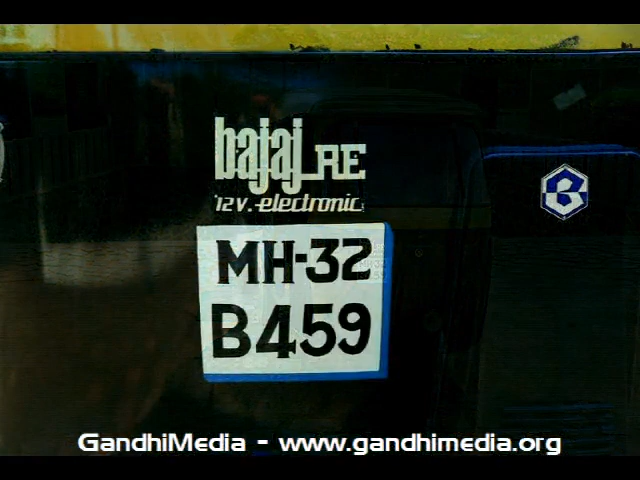 bajaj RE
12V. electronic
MH-32
B459
GandhiMedia - www.gandhimedia.org